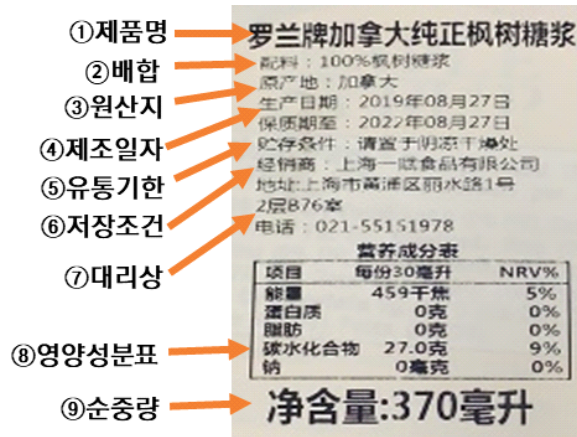 ①제품명
②배합
③원산지
④제조일자
⑤유통기한
⑥저장조건
⑦대리상
⑧영양성분표
⑨순중량
罗兰牌加拿大纯正枫树糖浆
配料：100%枫树糖浆
原产地：加拿大
生产日期：2019年08月27日
保质期至：2022年08月27日
贮存条件：请置于阴凉干燥处
经销商：上海一赋食品有限公司
地址:上海市黄浦区丽水路1号
2层876室
电话：021-55151978
营养成分表
项目 每份30毫升 NRV%
能量 459千焦 5%
蛋白质 0克 0%
脂肪 0克 0%
碳水化合物 27.0克 9%
钠 0毫克 0%
净含量:370毫升